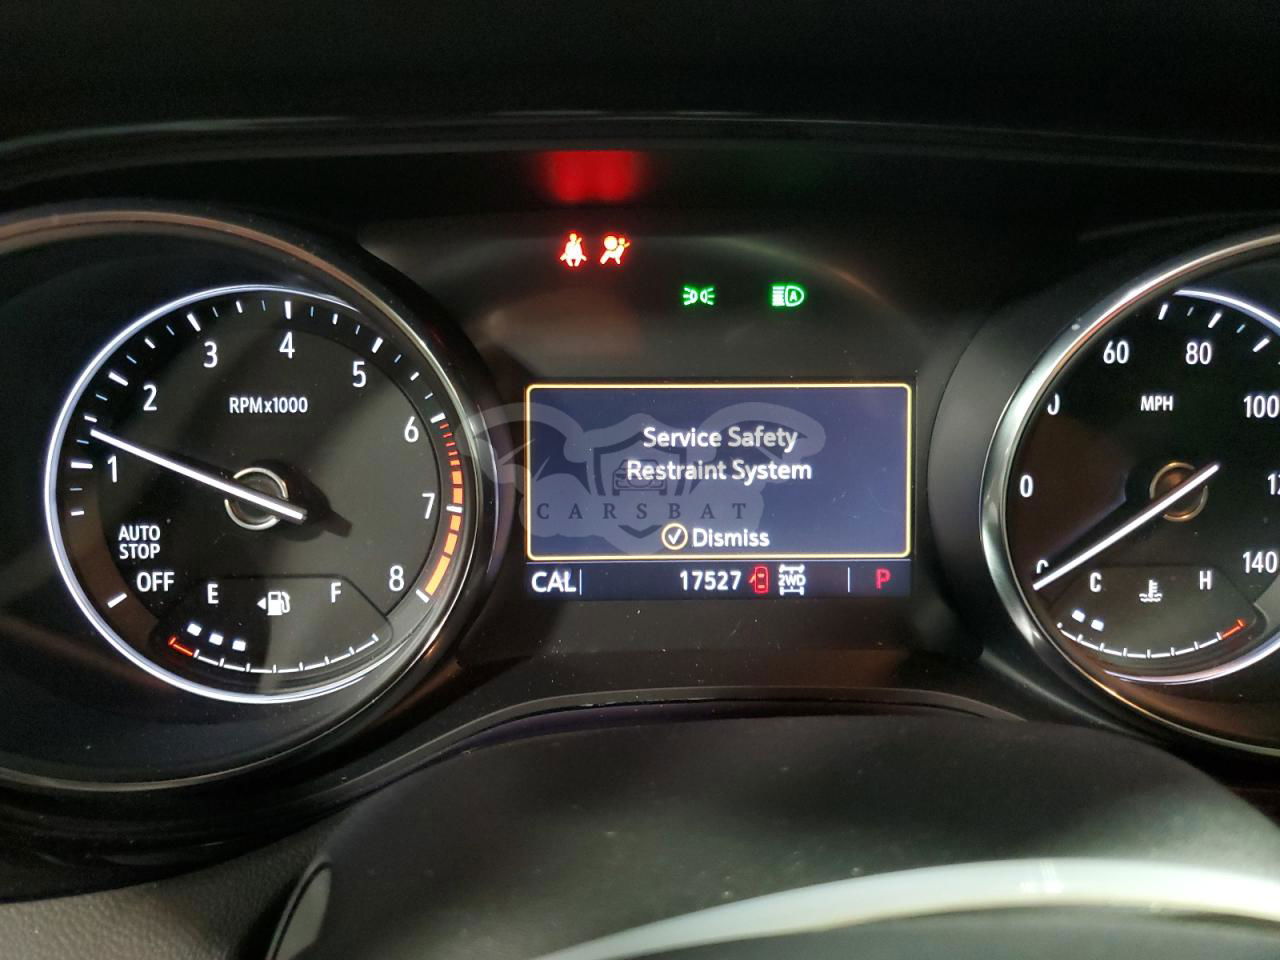 Service Safety
Restraint System
CARSBAT
Dismiss
CAL 17527 2WD P
1
2
3
4
5
6
7
8
RPMx1000
AUTO
STOP
OFF
E
F
0
60
80
100
140
MPH
C
H
A